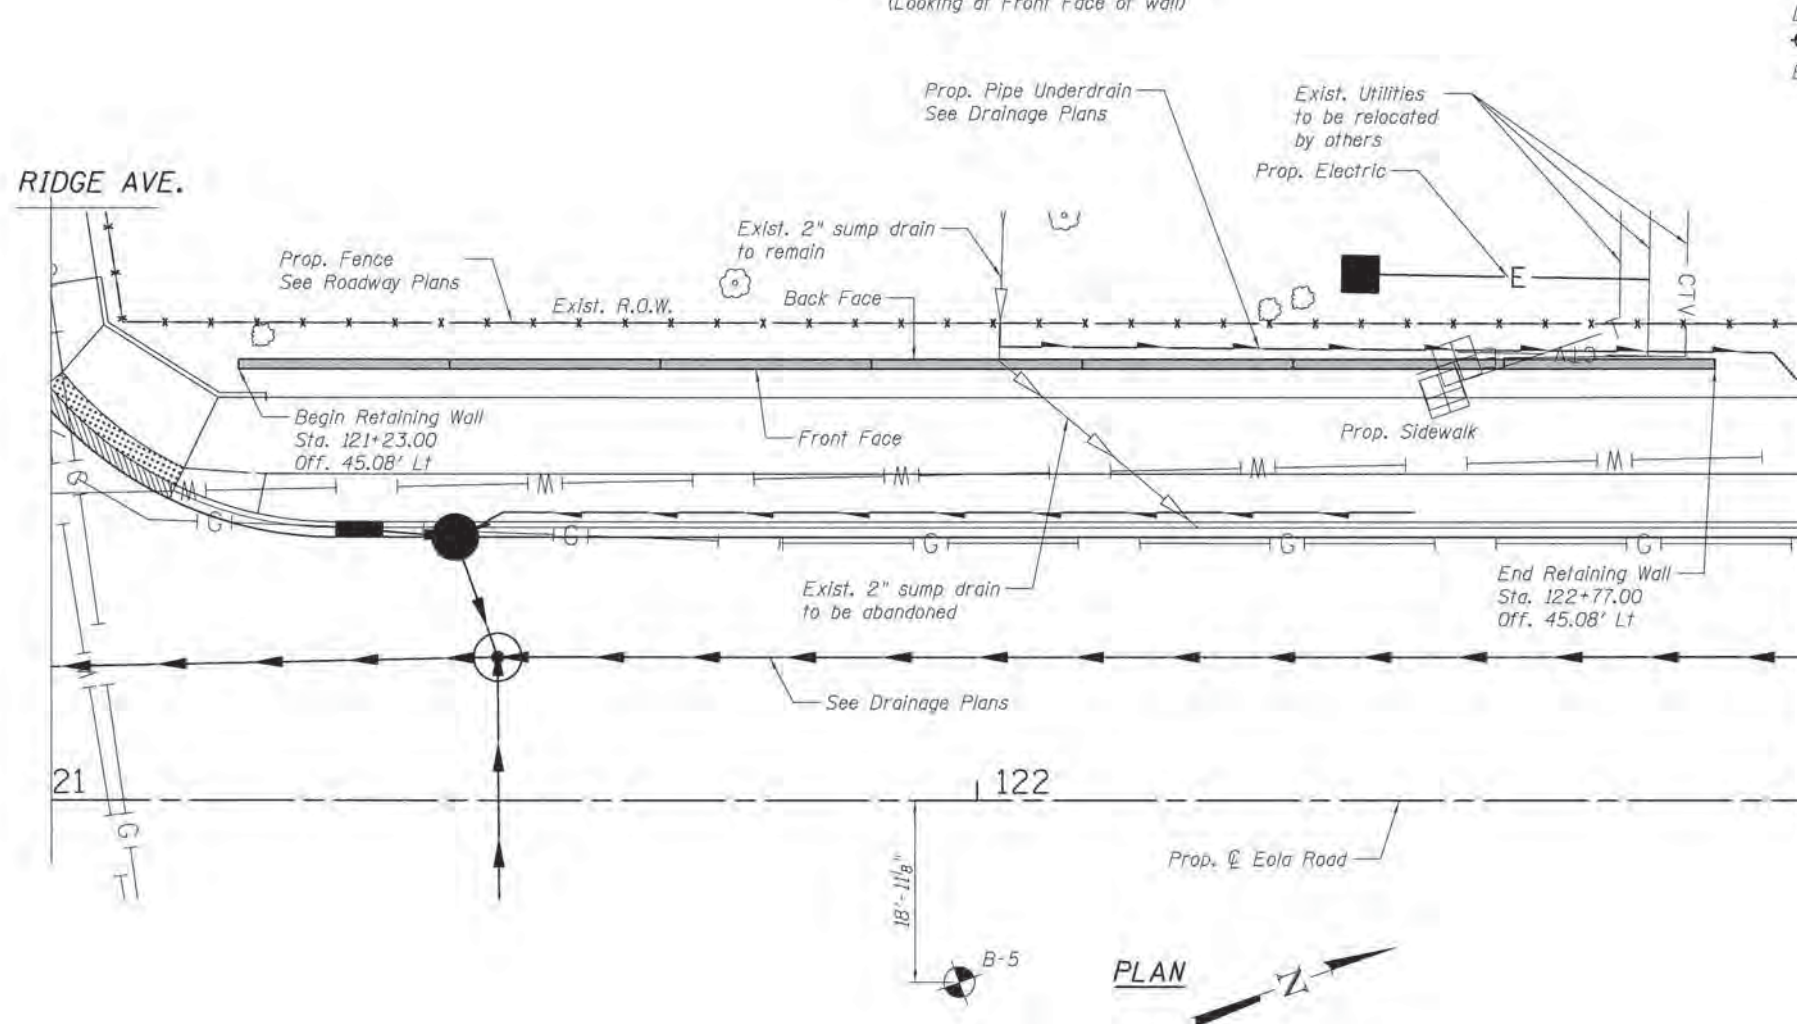 (Looking at Front Face of wall)
Prop. Pipe Underdrain
See Drainage Plans
Exist. Utilities
to be relocated
by others
Prop. Electric
RIDGE AVE.
Exist. 2" sump drain
to remain
Prop. Fence
See Roadway Plans
Exist. R.O.W.
Back Face
E
CTV
CTV
Begin Retaining Wall
Sta. 121+23.00
Off. 45.08' Lt
Front Face
Prop. Sidewalk
W
W
W
W
W
G
G
G
G
G
Exist. 2" sump drain
to be abandoned
End Retaining Wall
Sta. 122+77.00
Off. 45.08' Lt
W
See Drainage Plans
21
122
G
T
Prop. ℄ Eola Road
18'-11⅛"
B-5
PLAN
N